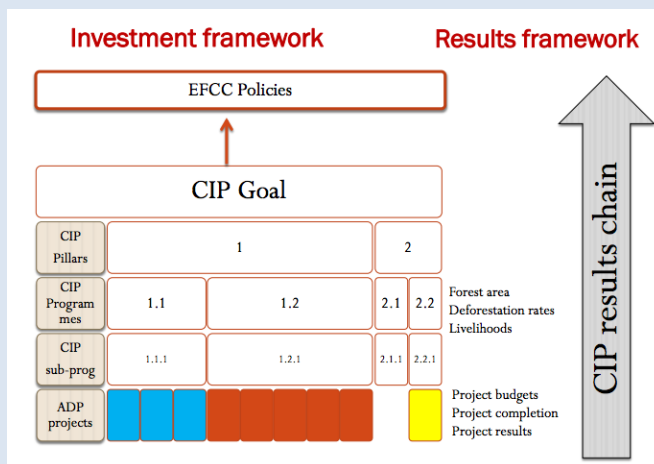 Investment framework
Results framework
EFCC Policies
CIP Goal
CIP
Pillars
1
2
CIP
Program
mes
1.1
1.2
2.1
2.2
Forest area
Deforestation rates
Livelihoods
CIP
sub-prog
1.1.1
1.2.1
2.1.1
2.2.1
ADP
projects
Project budgets
Project completion
Project results
CIP results chain